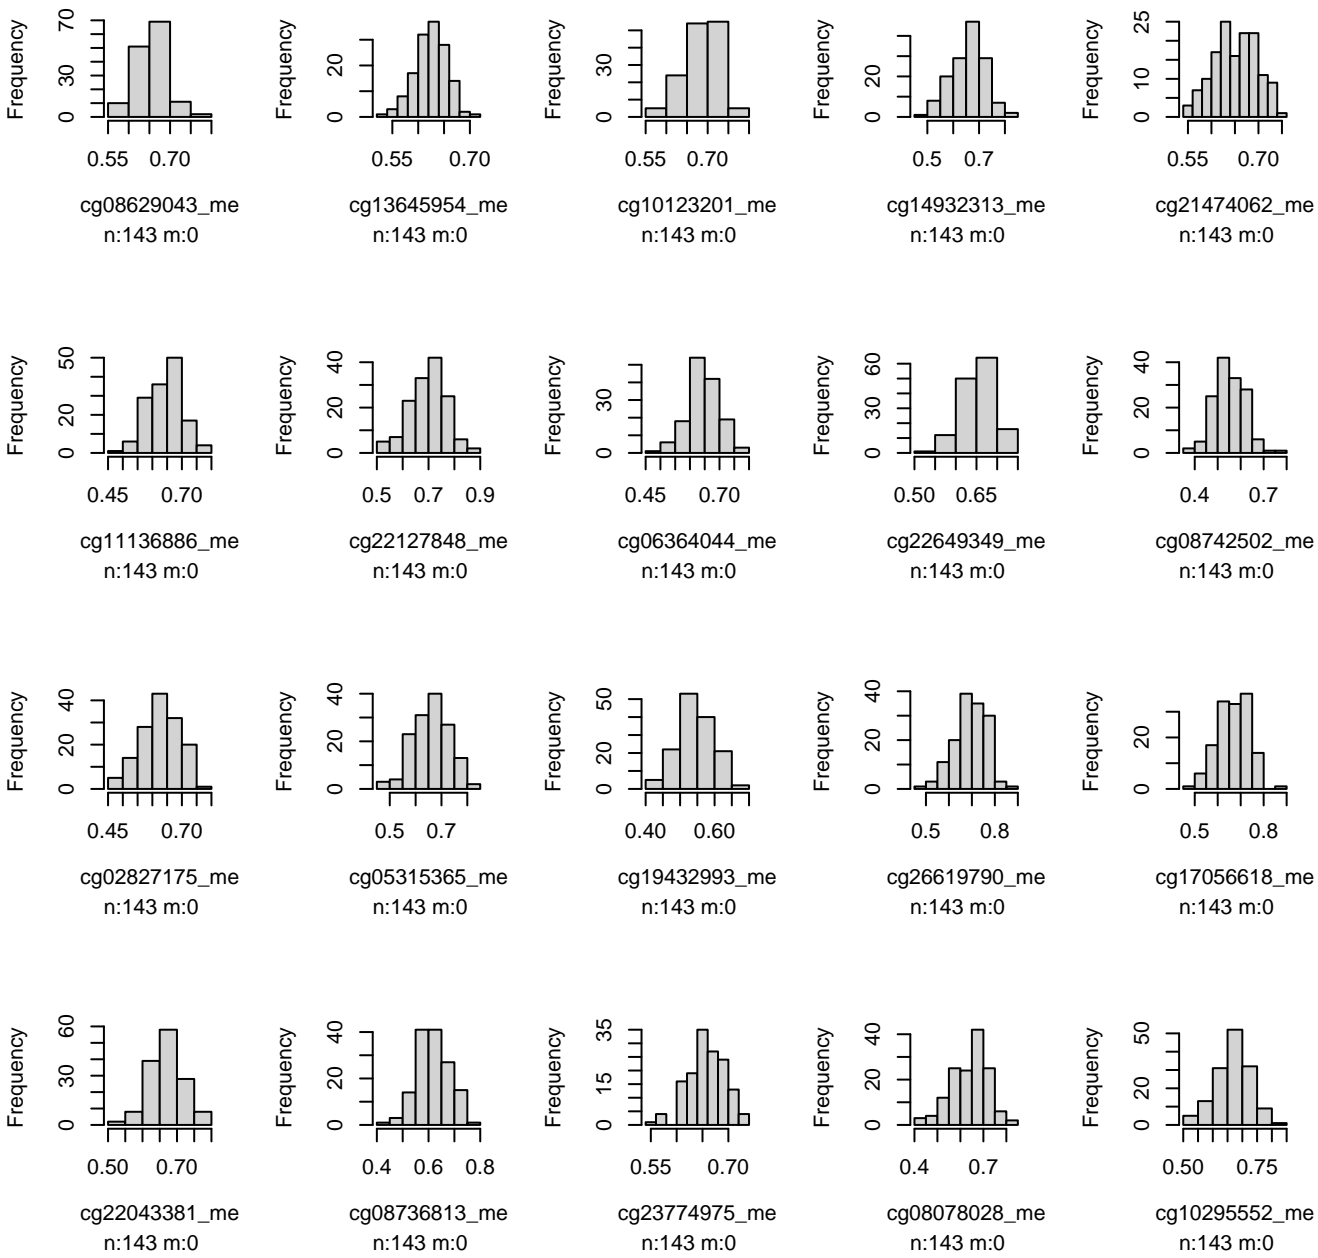 Frequency
0 30 70
0.55 0.70
cg08629043_me
n:143 m:0
Frequency
0 20
0.55 0.70
cg13645954_me
n:143 m:0
Frequency
0 30
0.55 0.70
cg10123201_me
n:143 m:0
Frequency
0 20
0.5 0.7
cg14932313_me
n:143 m:0
Frequency
0 10 25
0.55 0.70
cg21474062_me
n:143 m:0
Frequency
0 20 50
0.45 0.70
cg11136886_me
n:143 m:0
Frequency
0 20 40
0.5 0.7 0.9
cg22127848_me
n:143 m:0
Frequency
0 30
0.45 0.70
cg06364044_me
n:143 m:0
Frequency
0 30 60
0.50 0.65
cg22649349_me
n:143 m:0
Frequency
0 20 40
0.4 0.7
cg08742502_me
n:143 m:0
Frequency
0 20 40
0.45 0.70
cg02827175_me
n:143 m:0
Frequency
0 20 40
0.5 0.7
cg05315365_me
n:143 m:0
Frequency
0 20 50
0.40 0.60
cg19432993_me
n:143 m:0
Frequency
0 20 40
0.5 0.8
cg26619790_me
n:143 m:0
Frequency
0 20
0.5 0.8
cg17056618_me
n:143 m:0
Frequency
0 30 60
0.50 0.70
cg22043381_me
n:143 m:0
Frequency
0 20 40
0.4 0.6 0.8
cg08736813_me
n:143 m:0
Frequency
0 15 35
0.55 0.70
cg23774975_me
n:143 m:0
Frequency
0 20 40
0.4 0.7
cg08078028_me
n:143 m:0
Frequency
0 20 50
0.50 0.75
cg10295552_me
n:143 m:0